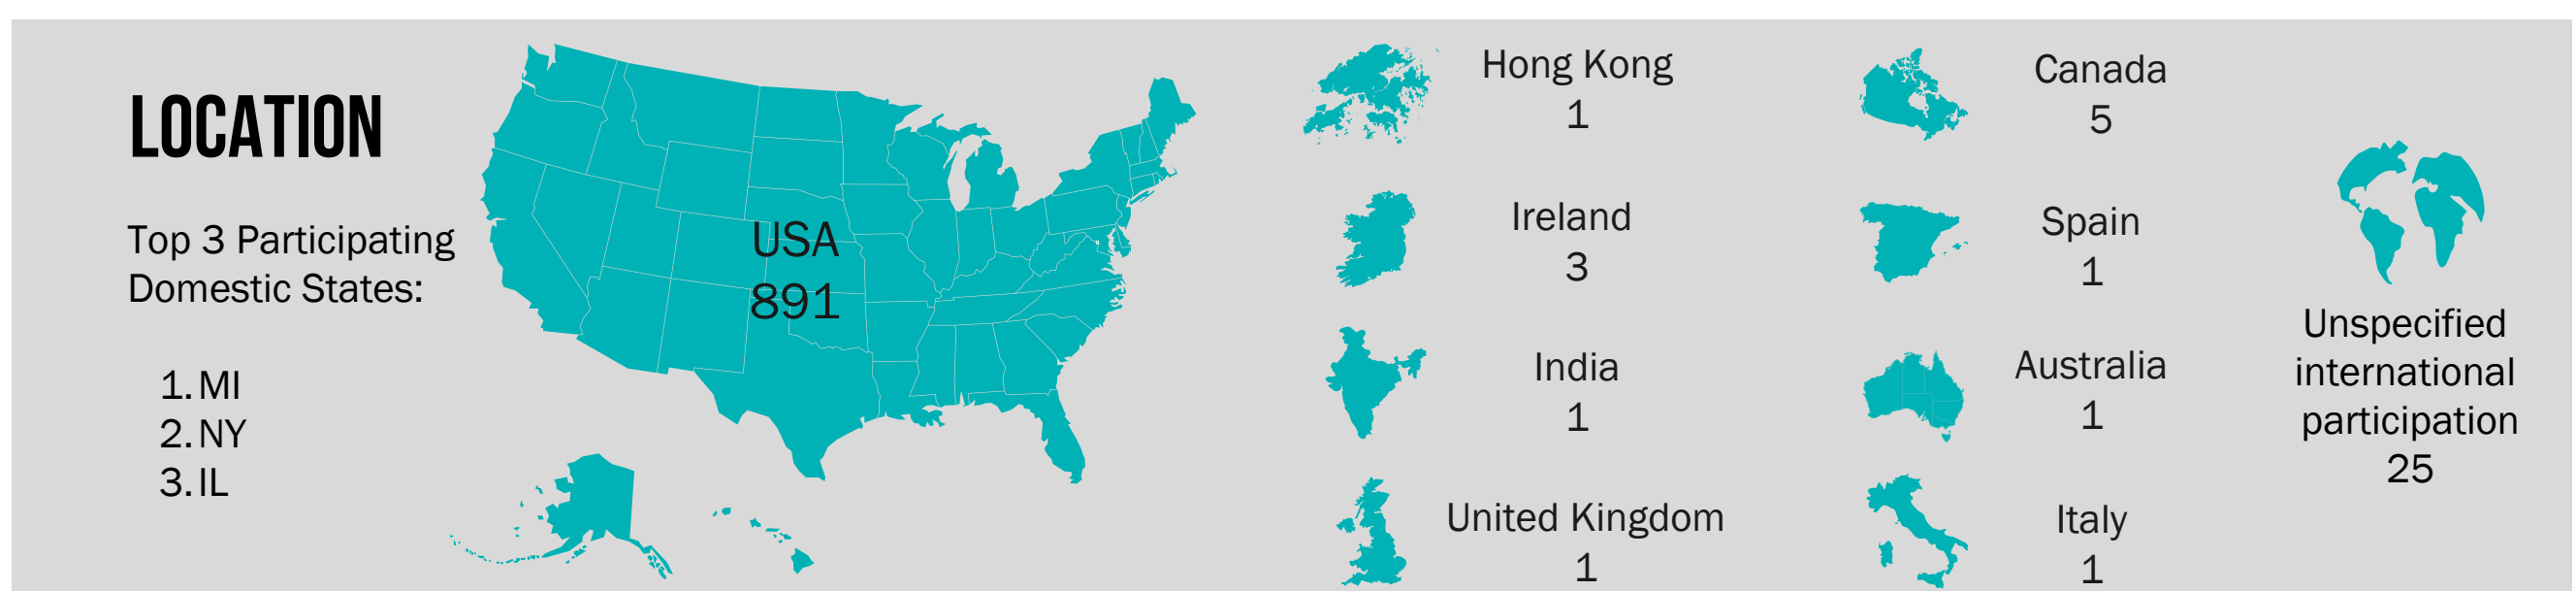 LOCATION
Top 3 Participating
Domestic States:
1. MI
2. NY
3. IL
USA
891
Hong Kong
1
Ireland
3
India
1
United Kingdom
1
Canada
5
Spain
1
Australia
1
Italy
1
Unspecified
international
participation
25